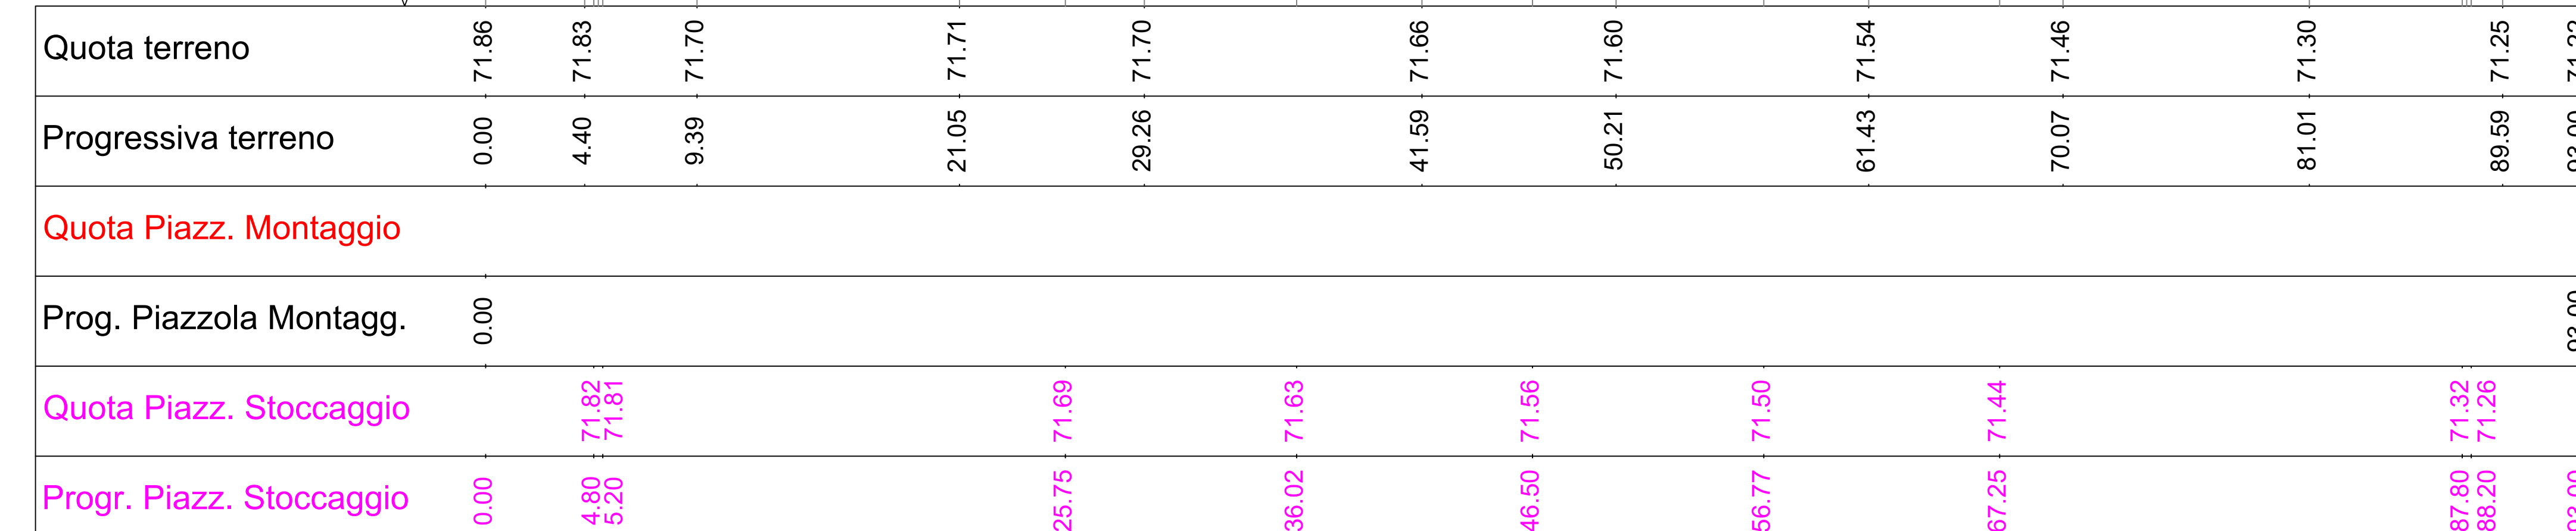 Quota terreno 71.86 71.83 71.70 71.71 71.70 71.66 71.60 71.54 71.46 71.30 71.25
Progressiva terreno 0.00 4.40 9.39 21.05 29.26 41.59 50.21 61.43 70.07 81.01 89.59
Quota Piazz. Montaggio
Prog. Piazzola Montagg. 0.00
Quota Piazz. Stoccaggio 71.82 71.81 71.69 71.63 71.56 71.50 71.44 71.32 71.26
Progr. Piazz. Stoccaggio 0.00 4.80 5.20 25.75 36.02 46.50 56.77 67.25 87.80 88.20